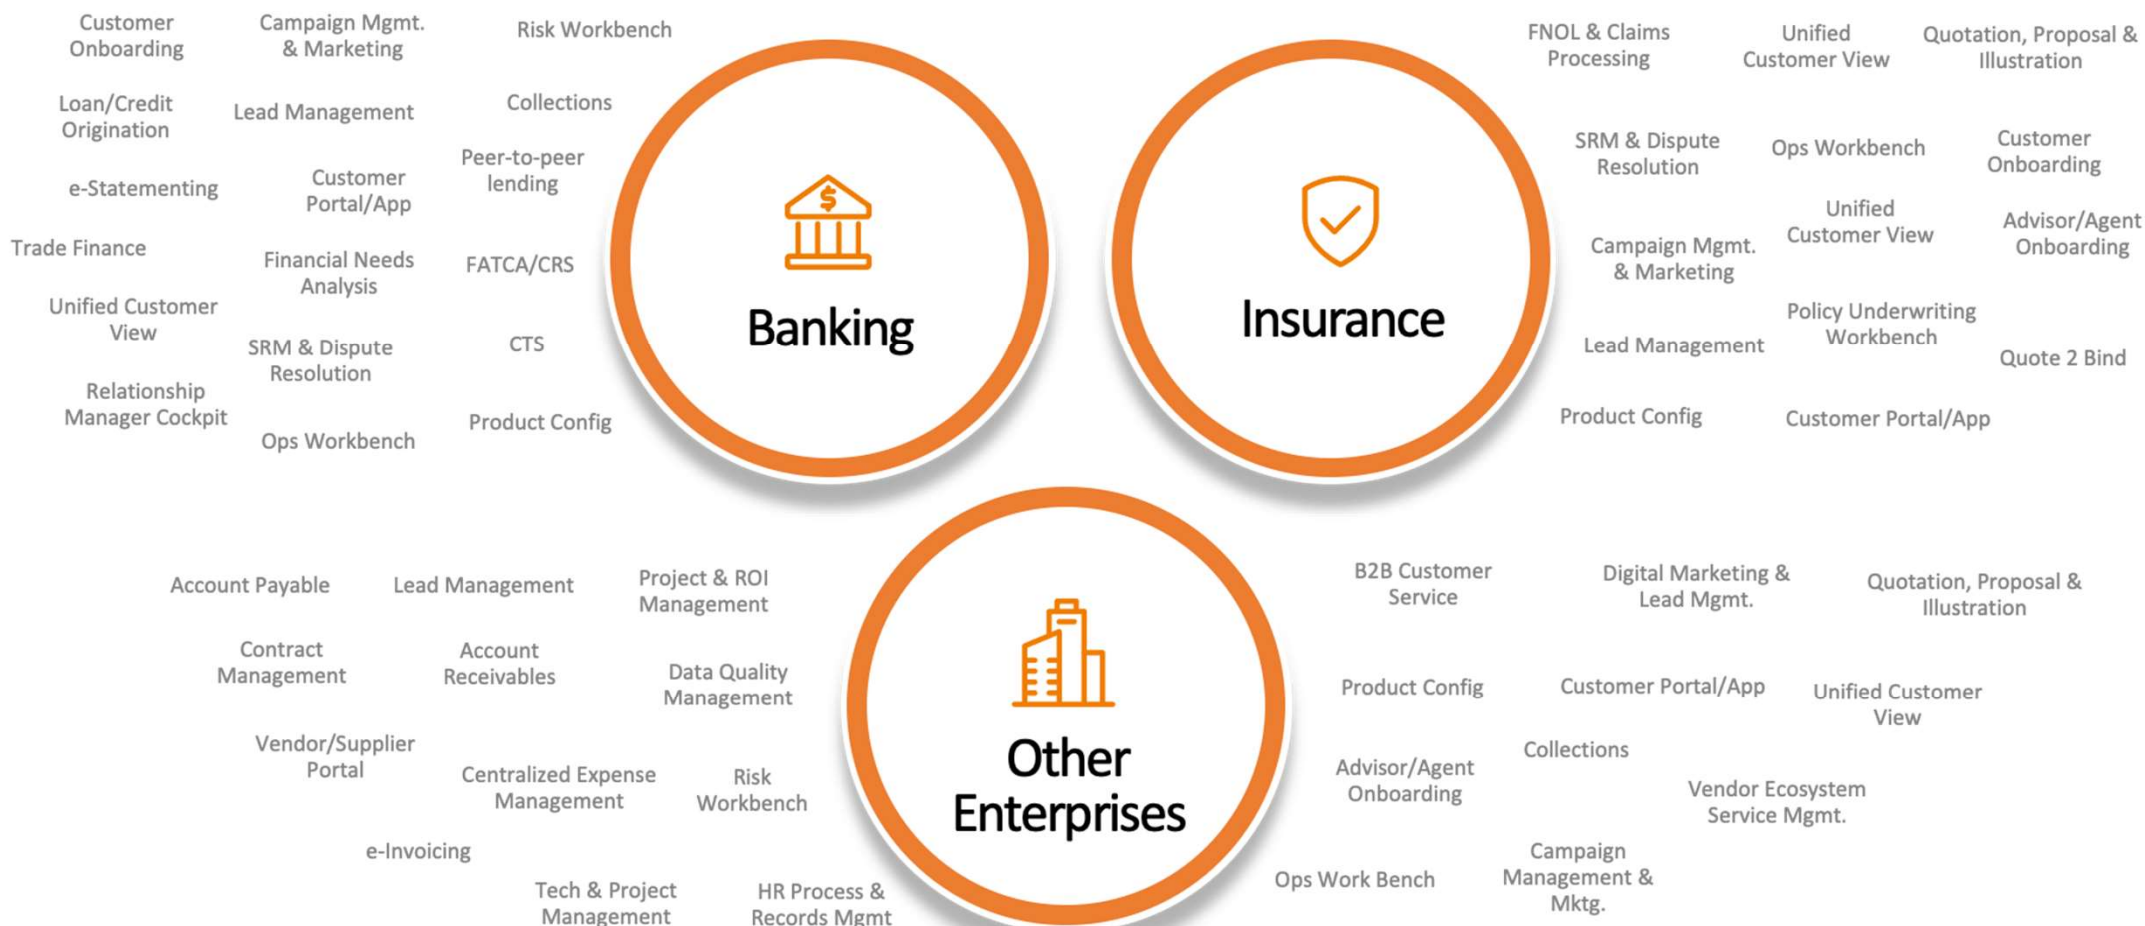 Customer
Onboarding
Campaign Mgmt.
& Marketing
Risk Workbench
Loan/Credit
Origination
Lead Management
Collections
e-Statementing
Customer
Portal/App
Peer-to-peer
lending
Trade Finance
Financial Needs
Analysis
FATCA/CRS
Unified Customer
View
SRM & Dispute
Resolution
CTS
Relationship
Manager Cockpit
Ops Workbench
Product Config
$
Banking
Insurance
FNOL & Claims
Processing
Unified
Customer View
Quotation, Proposal &
Illustration
SRM & Dispute
Resolution
Ops Workbench
Customer
Onboarding
Campaign Mgmt.
& Marketing
Unified
Customer View
Advisor/Agent
Onboarding
Lead Management
Policy Underwriting
Workbench
Quote 2 Bind
Product Config
Customer Portal/App
Account Payable
Lead Management
Project & ROI
Management
Contract
Management
Account
Receivables
Data Quality
Management
Vendor/Supplier
Portal
Centralized Expense
Management
Risk
Workbench
e-Invoicing
Tech & Project
Management
HR Process &
Records Mgmt
Other
Enterprises
B2B Customer
Service
Digital Marketing &
Lead Mgmt.
Quotation, Proposal &
Illustration
Product Config
Customer Portal/App
Unified Customer
View
Advisor/Agent
Onboarding
Collections
Vendor Ecosystem
Service Mgmt.
Ops Work Bench
Campaign
Management &
Mktg.